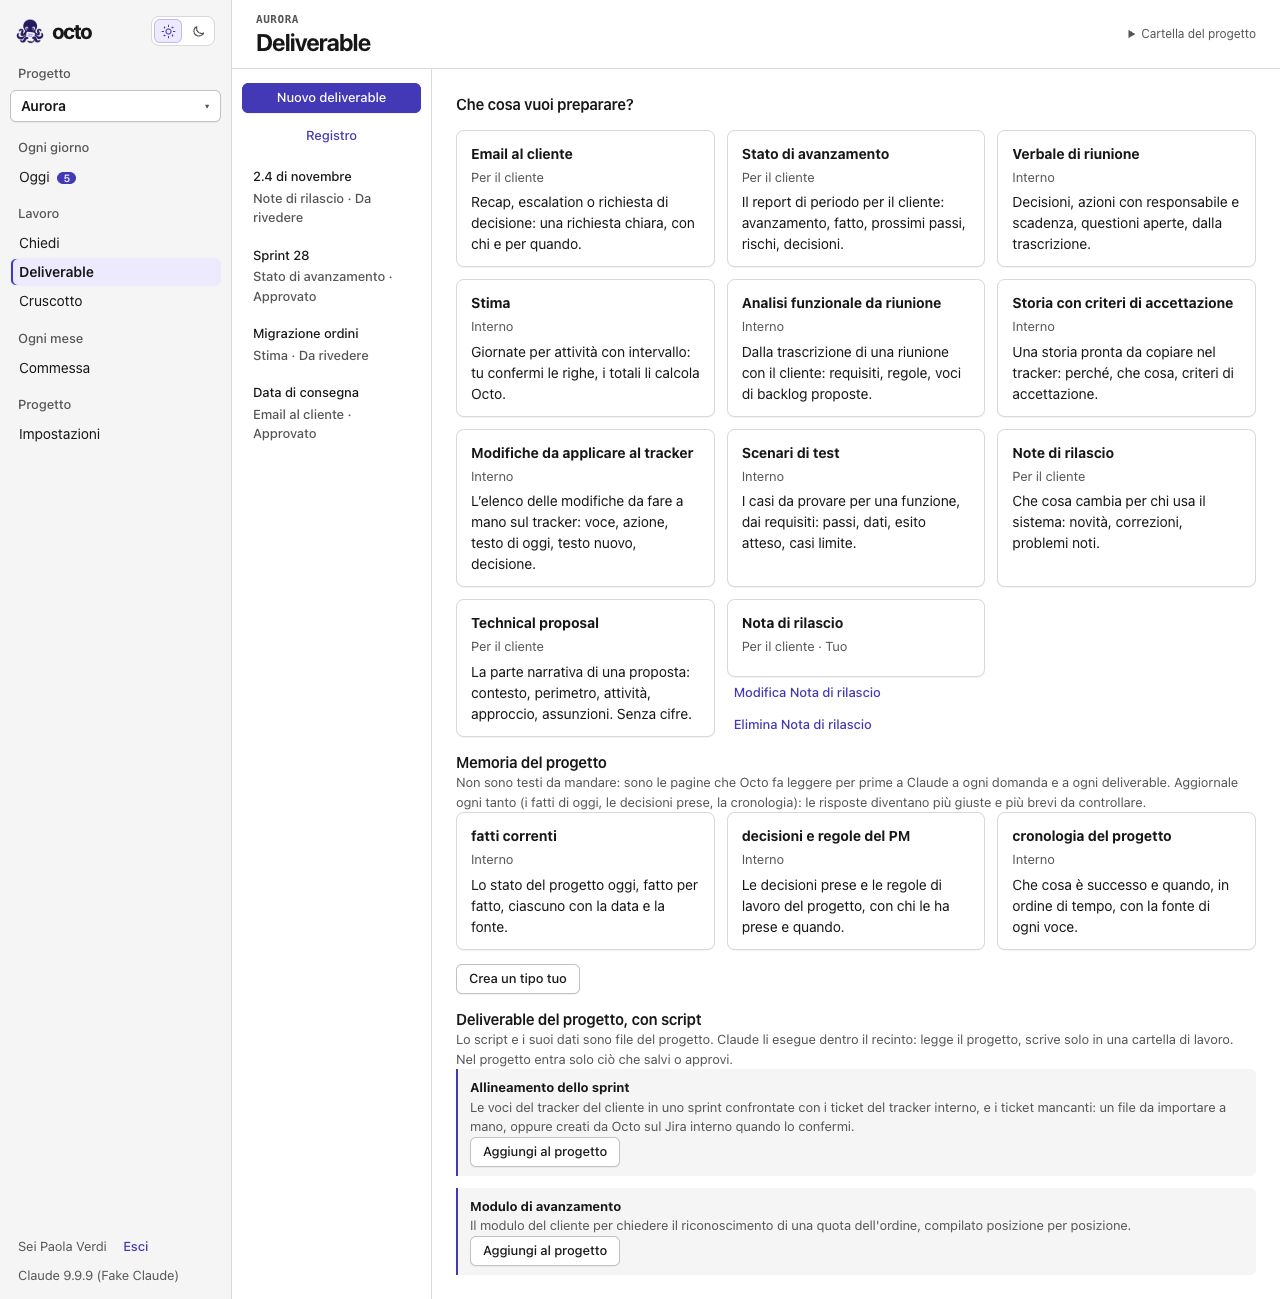 octo
Progetto
Aurora
Ogni giorno
Oggi 5
Lavoro
Chiedi
Deliverable
Cruscotto
Ogni mese
Commessa
Progetto
Impostazioni
Sei Paola Verdi Esci
Claude 9.9.9 (Fake Claude)
AURORA
Deliverable
Cartella del progetto
Nuovo deliverable
Registro
2.4 di novembre
Note di rilascio · Da
rivedere
Sprint 28
Stato di avanzamento ·
Approvato
Migrazione ordini
Stima · Da rivedere
Data di consegna
Email al cliente ·
Approvato
Che cosa vuoi preparare?
Email al cliente
Per il cliente
Recap, escalation o richiesta di
decisione: una richiesta chiara, con
chi e per quando.
Stato di avanzamento
Per il cliente
Il report di periodo per il cliente:
avanzamento, fatto, prossimi passi,
rischi, decisioni.
Verbale di riunione
Interno
Decisioni, azioni con responsabile e
scadenza, questioni aperte, dalla
trascrizione.
Stima
Interno
Giornate per attività con intervallo:
tu confermi le righe, i totali li calcola
Octo.
Analisi funzionale da riunione
Interno
Dalla trascrizione di una riunione
con il cliente: requisiti, regole, voci
di backlog proposte.
Storia con criteri di accettazione
Interno
Una storia pronta da copiare nel
tracker: perché, che cosa, criteri di
accettazione.
Modifiche da applicare al tracker
Interno
L'elenco delle modifiche da fare a
mano sul tracker: voce, azione,
testo di oggi, testo nuovo,
decisione.
Scenari di test
Interno
I casi da provare per una funzione,
dai requisiti: passi, dati, esito
atteso, casi limite.
Note di rilascio
Per il cliente
Che cosa cambia per chi usa il
sistema: novità, correzioni,
problemi noti.
Technical proposal
Per il cliente
La parte narrativa di una proposta:
contesto, perimetro, attività,
approccio, assunzioni. Senza cifre.
Nota di rilascio
Per il cliente · Tuo
Modifica Nota di rilascio
Elimina Nota di rilascio
Memoria del progetto
Non sono testi da mandare: sono le pagine che Octo fa leggere per prime a Claude a ogni domanda e a ogni deliverable. Aggiornale
ogni tanto (i fatti di oggi, le decisioni prese, la cronologia): le risposte diventano più giuste e più brevi da controllare.
fatti correnti
Interno
Lo stato del progetto oggi, fatto per
fatto, ciascuno con la data e la
fonte.
decisioni e regole del PM
Interno
Le decisioni prese e le regole di
lavoro del progetto, con chi le ha
prese e quando.
cronologia del progetto
Interno
Che cosa è successo e quando, in
ordine di tempo, con la fonte di
ogni voce.
Crea un tipo tuo
Deliverable del progetto, con script
Lo script e i suoi dati sono file del progetto. Claude li esegue dentro il recinto: legge il progetto, scrive solo in una cartella di lavoro.
Nel progetto entra solo ciò che salvi o approvi.
Allineamento dello sprint
Le voci del tracker del cliente in uno sprint confrontate con i ticket del tracker interno, e i ticket mancanti: un file da importare a
mano, oppure creati da Octo sul Jira interno quando lo confermi.
Aggiungi al progetto
Modulo di avanzamento
Il modulo del cliente per chiedere il riconoscimento di una quota dell'ordine, compilato posizione per posizione.
Aggiungi al progetto